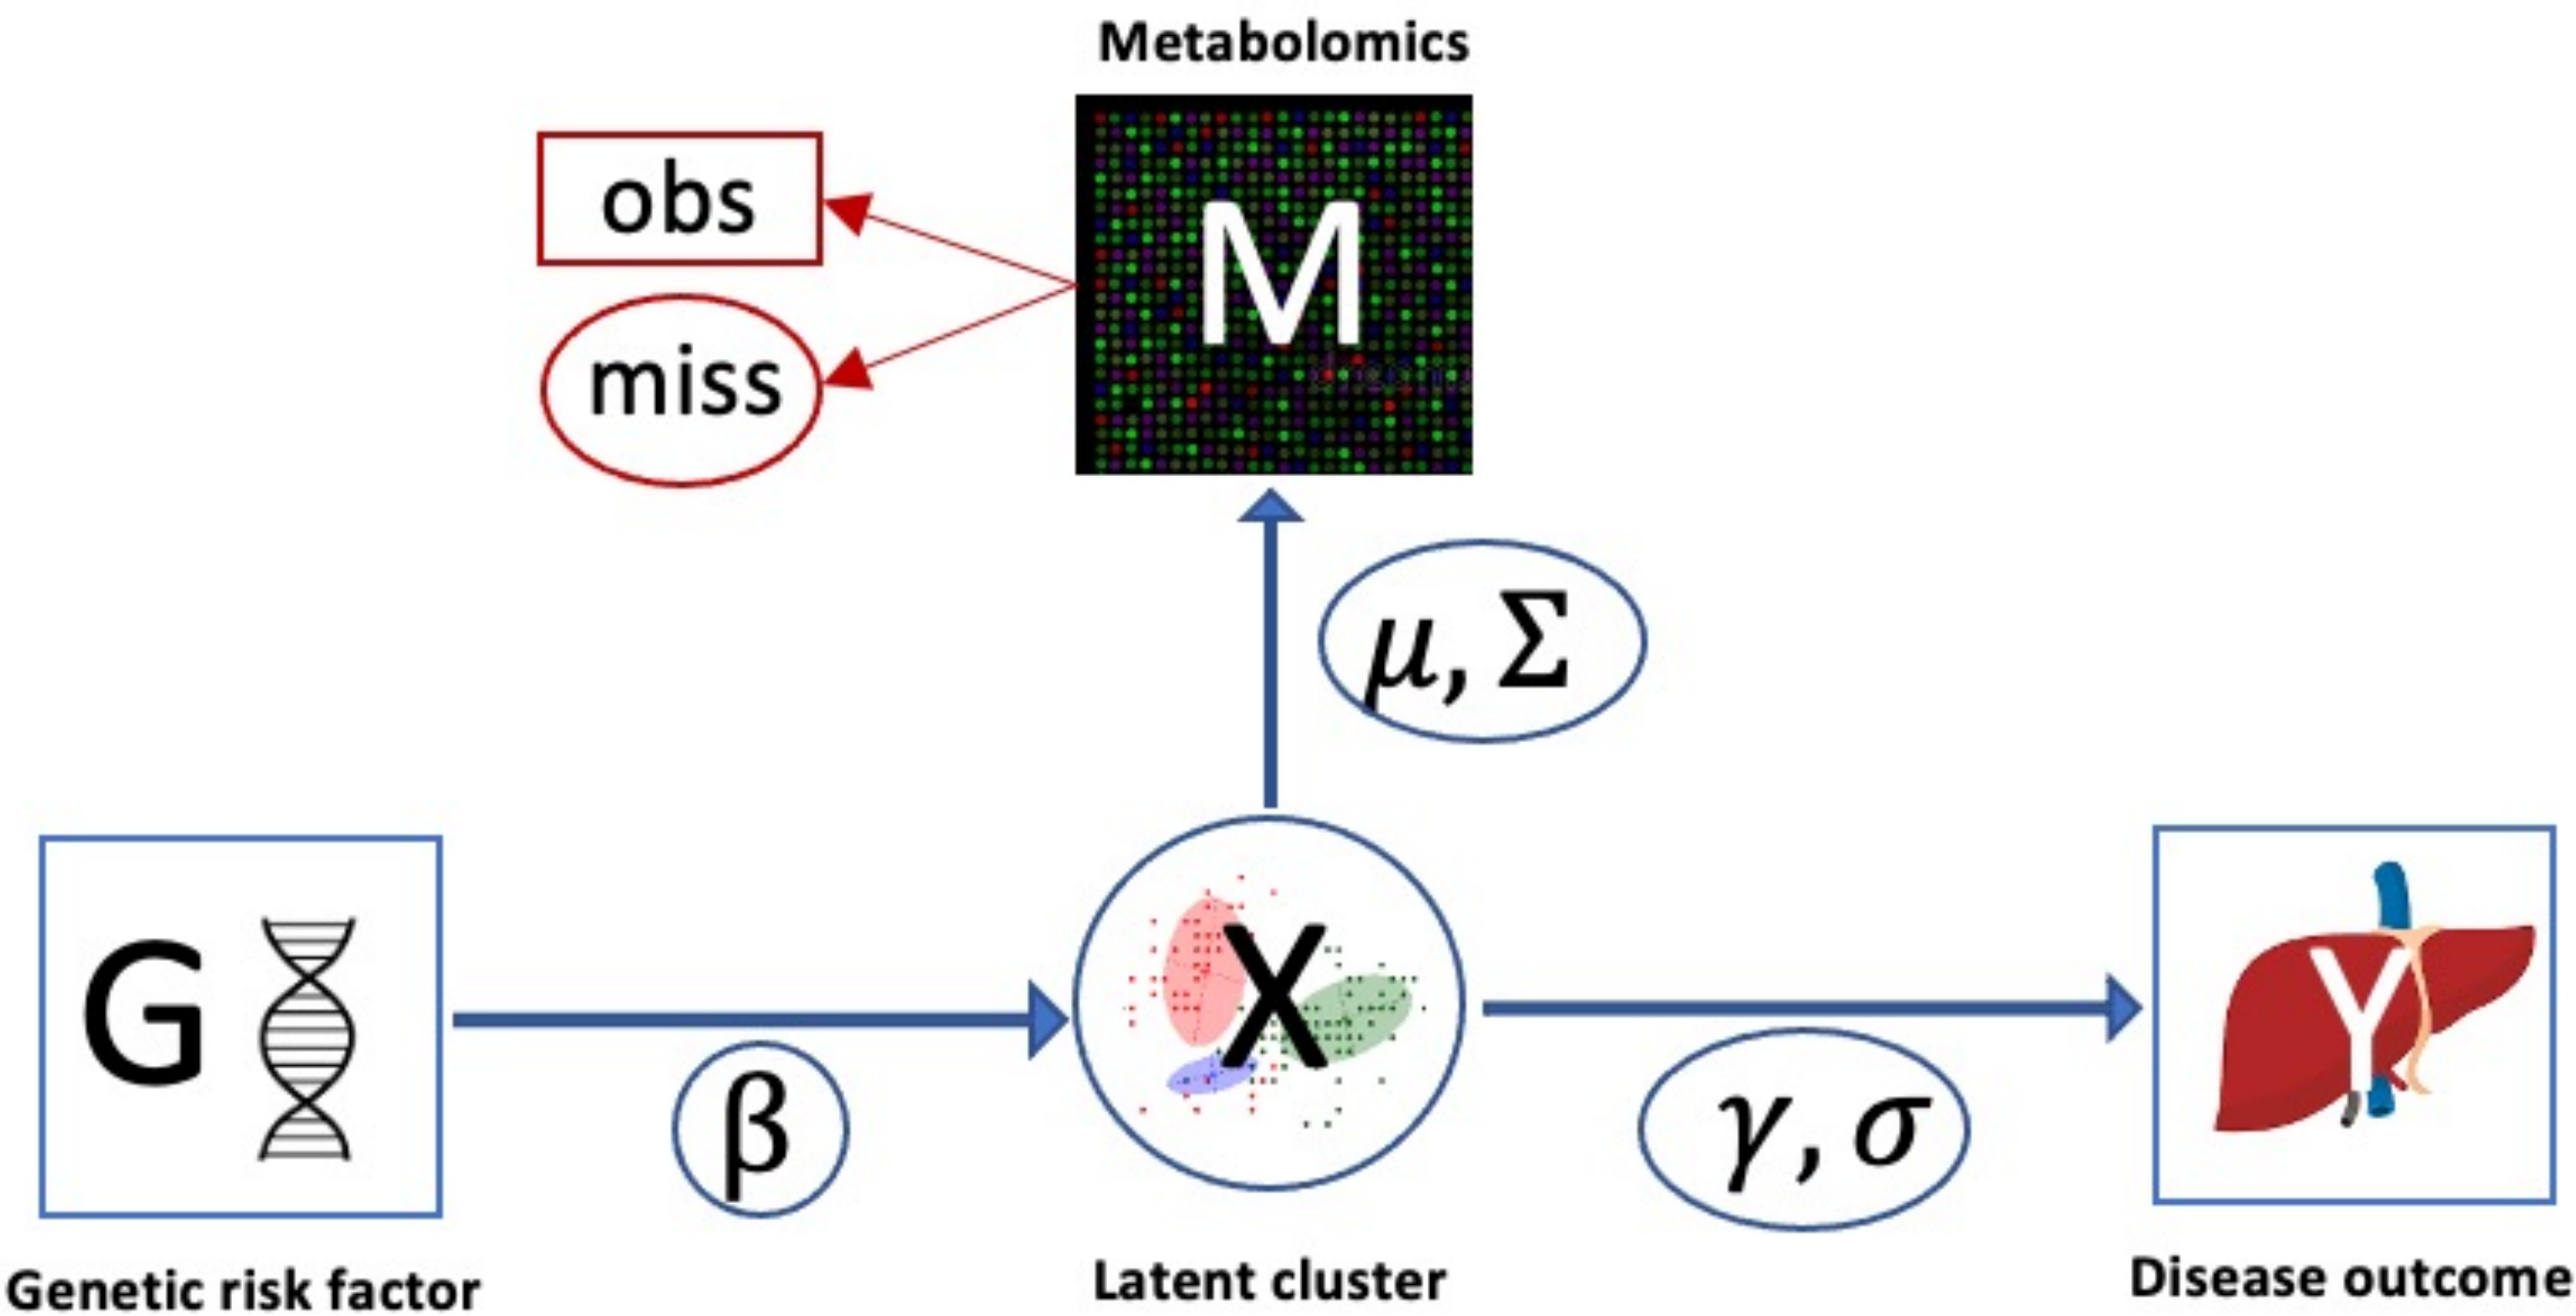 Metabolomics
obs
M
miss
μ, Σ
G
X
Y
β
γ, σ
Genetic risk factor
Latent cluster
Disease outcome